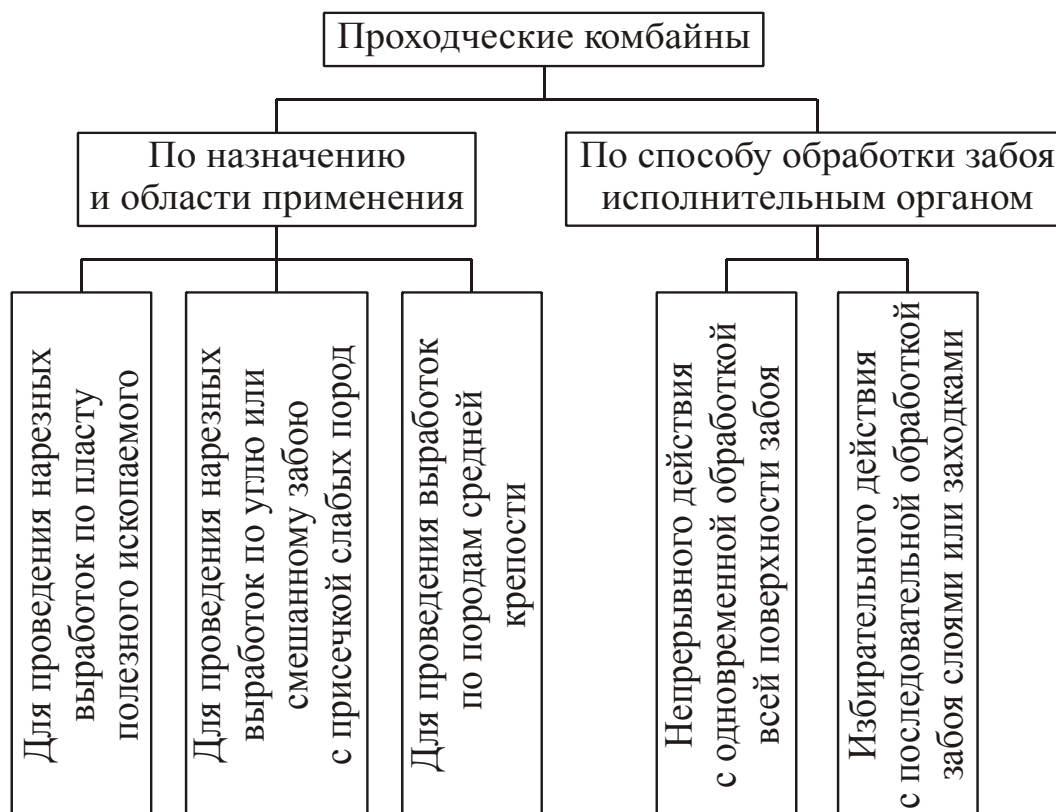 Проходческие комбайны
По назначению
и области применения
По способу обработки забоя
исполнительным органом
Для проведения нарезных
выработок по пласту
полезного ископаемого
Для проведения нарезных
выработок по углю или
смешанному забою
с присечкой слабых пород
Для проведения выработок
по породам средней
крепости
Непрерывного действия
с одновременной обработкой
всей поверхности забоя
Избирательного действия
с последовательной обработкой
забоя слоями или заходками